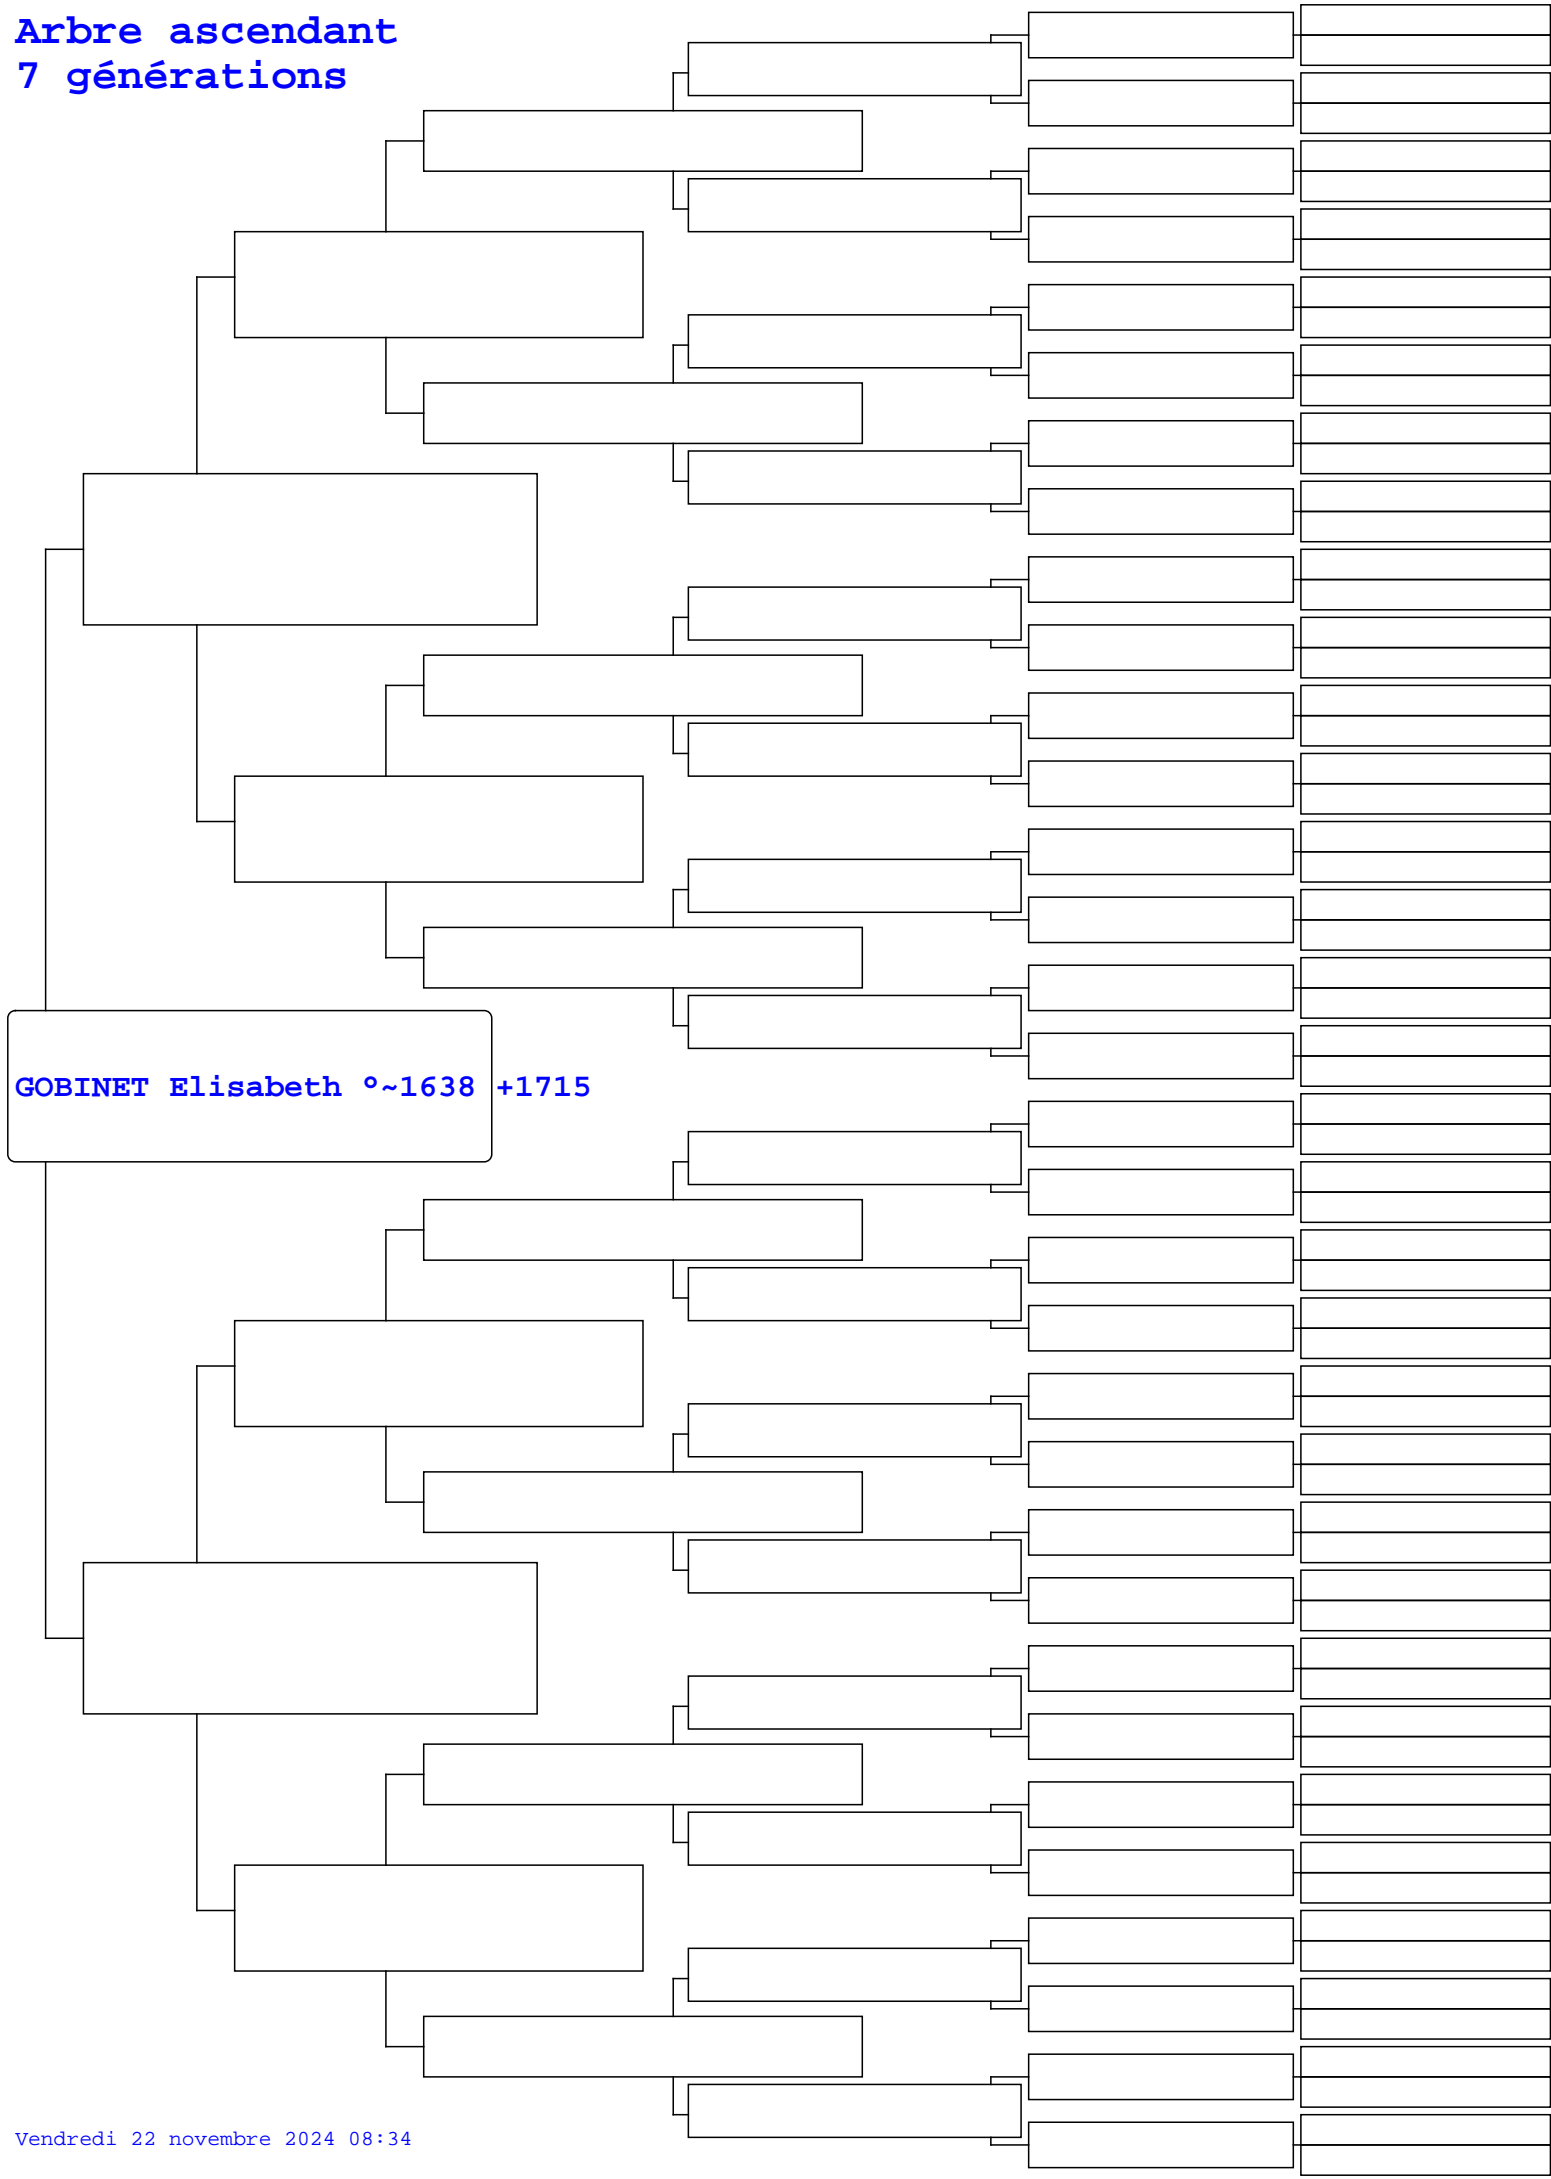 Arbre ascendant
7 générations
GOBINET Elisabeth °~1638 +1715
Vendredi 22 novembre 2024 08:34